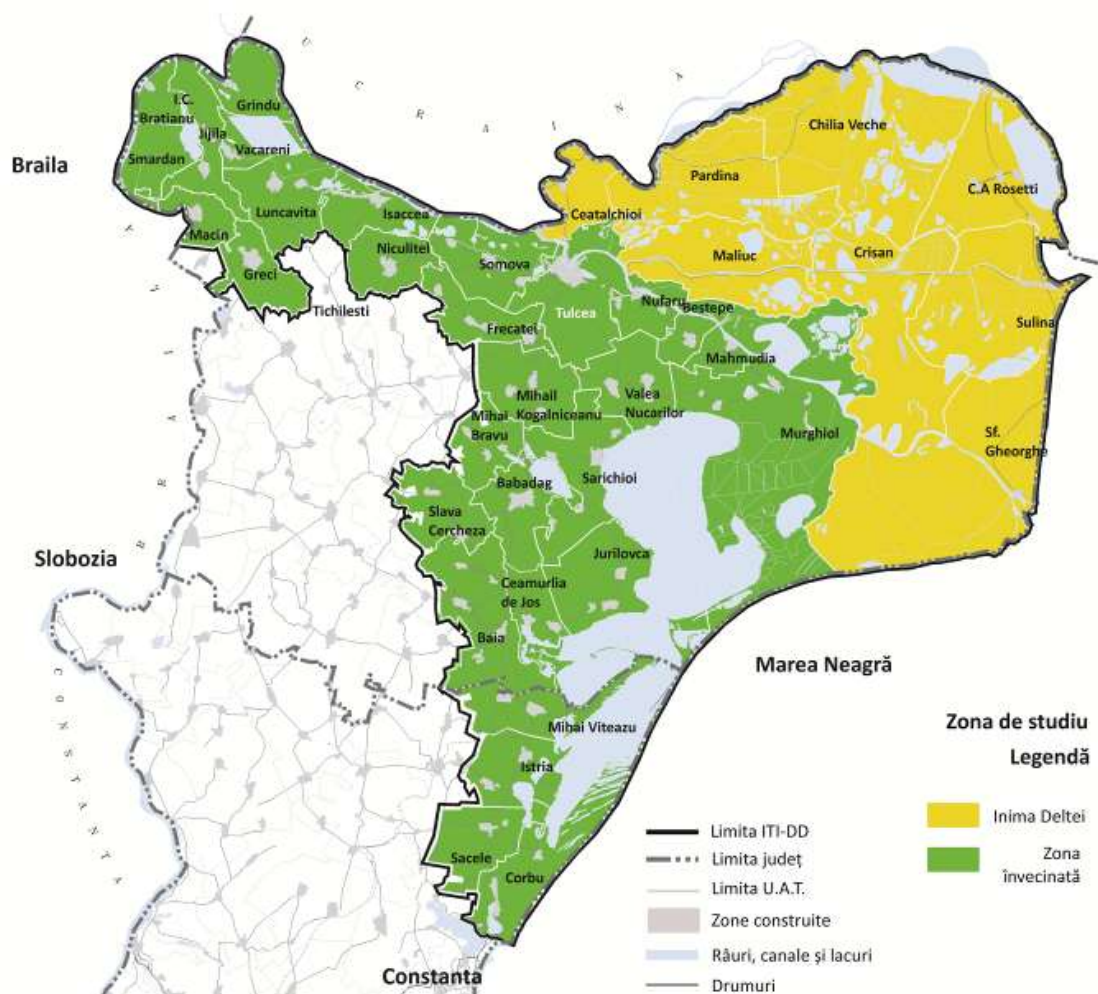 U C R A I N A
I.C.
Bratianu
Grindu
Jijila
Vacareni
Smardan
Braila
Chilia Veche
Pardina
C.A Rosetti
Luncavita
Isaccea
Ceatalchioi
Macin
Niculitel
Somova
Maliuc
Crisan
Greci
Tichilesti
Tulcea
Nufaru
Bestepe
Sulina
Frecatei
Mahmudia
Mihail
Kogalniceanu
Valea
Nucarilor
Mihai
Bravu
Murghiol
Sf.
Gheorghe
Babadag
Sarichioi
Slava
Cercheza
Slobozia
Jurilovca
Ceamurlia
de Jos
Baia
Marea Neagră
CONSTANTA
Mihai Viteazu
Istria
Sacele
Corbu
Constanta
Zona de studiu
Legendă
Inima Deltei
Zona
învecinată
Limita ITI-DD
Limita județ
Limita U.A.T.
Zone construite
Râuri, canale și lacuri
Drumuri